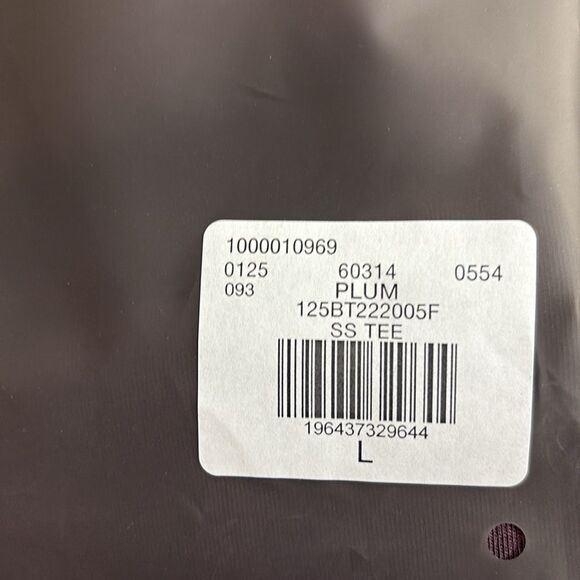 1000010969
0125 60314 0554
093 PLUM
125BT222005F
SS TEE
196437329644
L